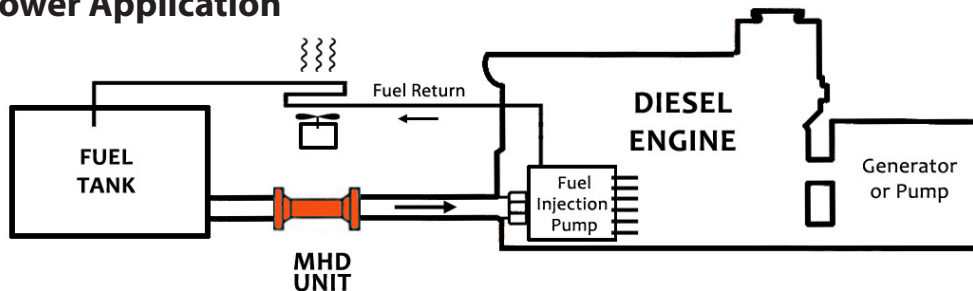 ower Application
Fuel Return
DIESEL
ENGINE
FUEL
TANK
Generator
or Pump
Fuel
Injection
Pump
MHD
UNIT